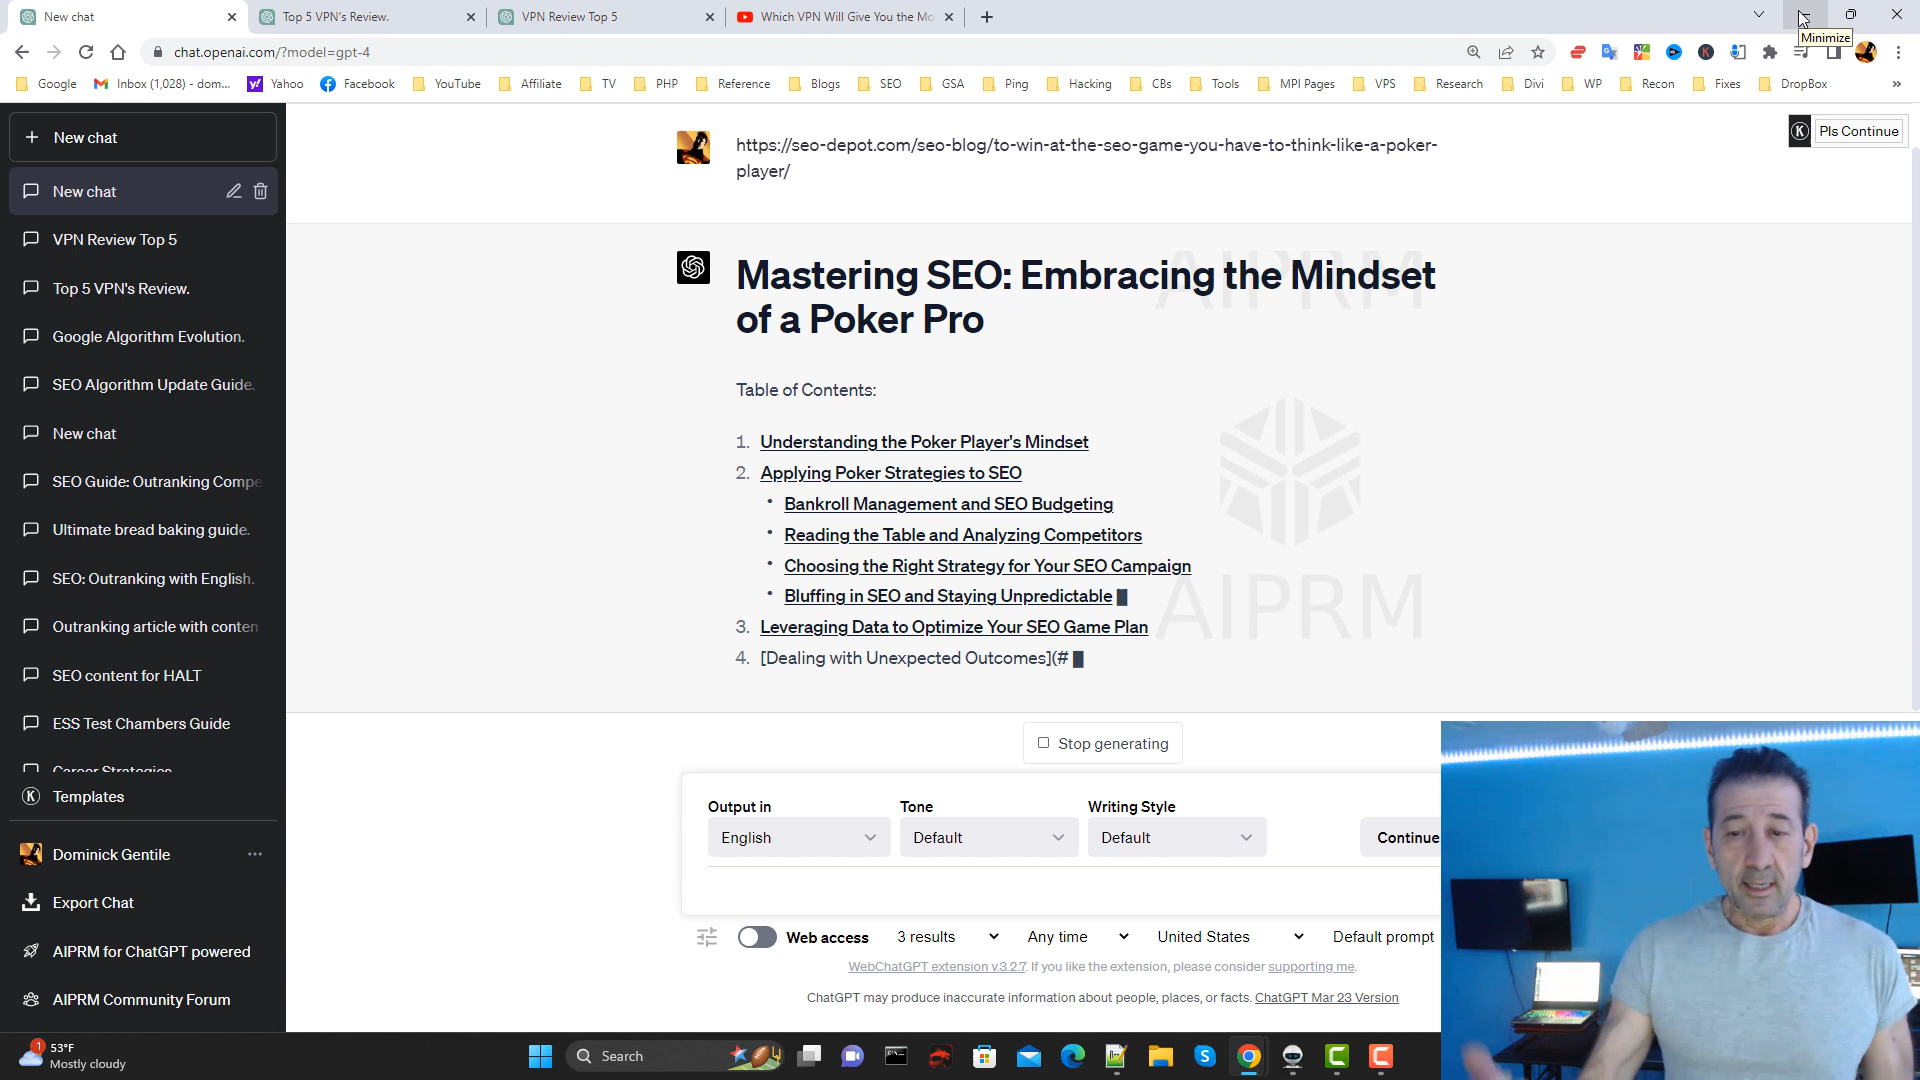 New chat
Top 5 VPN's Review.
VPN Review Top 5
Which VPN Will Give You the Mo
chat.openai.com/?model=gpt-4
Minimize
Google
Inbox (1,028) - dom...
Yahoo
Facebook
YouTube
Affiliate
TV
PHP
Reference
Blogs
SEO
GSA
Ping
Hacking
CBs
Tools
MPI Pages
VPS
Research
Divi
WP
Recon
Fixes
DropBox
New chat
New chat
VPN Review Top 5
Top 5 VPN's Review.
Google Algorithm Evolution.
SEO Algorithm Update Guide.
New chat
SEO Guide: Outranking Compe
Ultimate bread baking guide.
SEO: Outranking with English.
Outranking article with conten
SEO content for HALT
ESS Test Chambers Guide
Career Strategies
Templates
Dominick Gentile
Export Chat
AIPRM for ChatGPT powered
AIPRM Community Forum
https://seo-depot.com/seo-blog/to-win-at-the-seo-game-you-have-to-think-like-a-poker-
player/
Pls Continue
Mastering SEO: Embracing the Mindset
of a Poker Pro
AIPRM
Table of Contents:
1. Understanding the Poker Player's Mindset
2. Applying Poker Strategies to SEO
• Bankroll Management and SEO Budgeting
• Reading the Table and Analyzing Competitors
• Choosing the Right Strategy for Your SEO Campaign
• Bluffing in SEO and Staying Unpredictable
3. Leveraging Data to Optimize Your SEO Game Plan
4. [Dealing with Unexpected Outcomes](#
AIPRM
Stop generating
Output in
Tone
Writing Style
English
Default
Default
Continue
Web access
3 results
Any time
United States
Default prompt
WebChatGPT extension v.3.2.7. If you like the extension, please consider supporting me.
ChatGPT may produce inaccurate information about people, places, or facts. ChatGPT Mar 23 Version
1
53°F
Mostly cloudy
Search